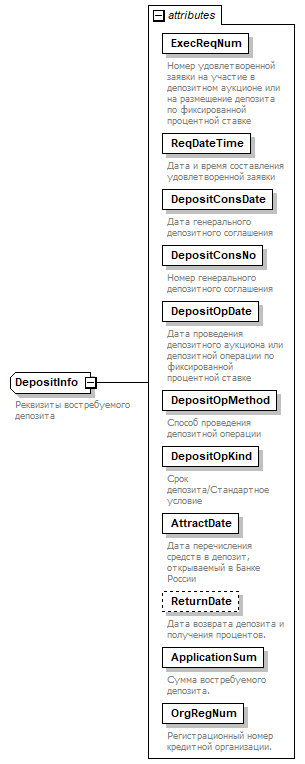 attributes
ExecReqNum
Номер удовлетворенной
заявки на участие в
депозитном аукционе или
на размещение депозита
по фиксированной
процентной ставке
ReqDateTime
Дата и время составления
удовлетворенной заявки
DepositConsDate
Дата генерального
депозитного соглашения
DepositConsNo
Номер генерального
депозитного соглашения
DepositOpDate
Дата проведения
депозитного аукциона или
депозитной операции по
фиксированной
процентной ставке
DepositInfo
Реквизиты востребуемого
депозита
DepositOpMethod
Способ проведения
депозитной операции
DepositOpKind
Срок
депозита/Стандартное
условие
AttractDate
Дата перечисления
средств в депозит,
открываемый в Банке
России
ReturnDate
Дата возврата депозита и
получения процентов.
ApplicationSum
Сумма востребуемого
депозита.
OrgRegNum
Регистрационный номер
кредитной организации.